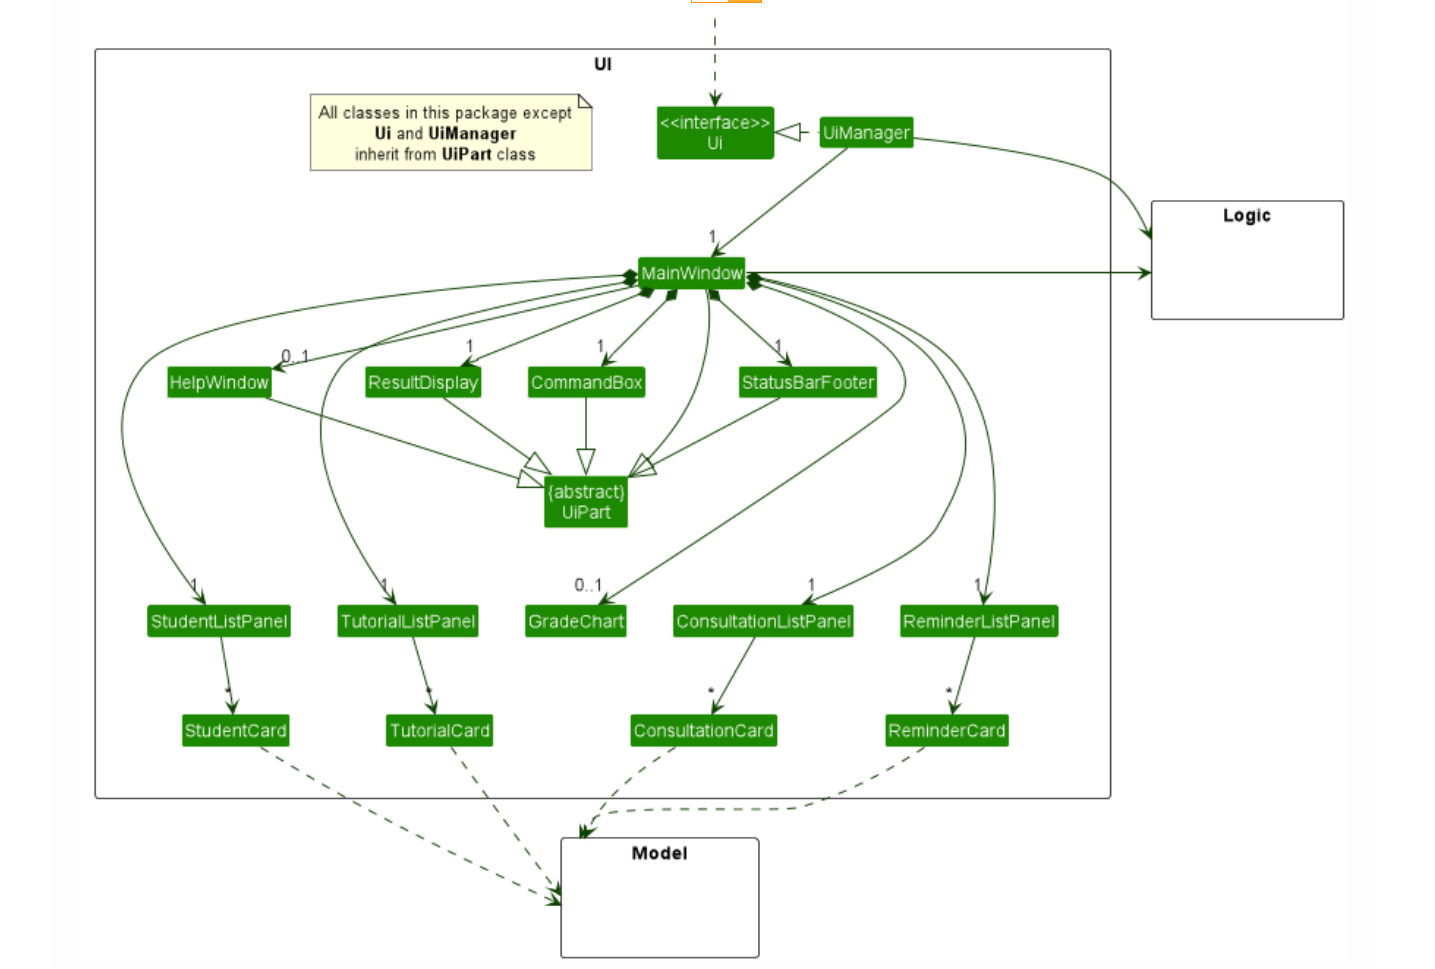 UI
All classes in this package except
Ui and UiManager
inherit from UiPart class
<<interface>>
Ui
UiManager
Logic
1
MainWindow
0..1
1
1
1
HelpWindow
ResultDisplay
CommandBox
StatusBarFooter
{abstract}
UiPart
1
1
0..1
1
1
StudentListPanel
TutorialListPanel
GradeChart
ConsultationListPanel
ReminderListPanel
*
*
*
*
StudentCard
TutorialCard
ConsultationCard
ReminderCard
Model